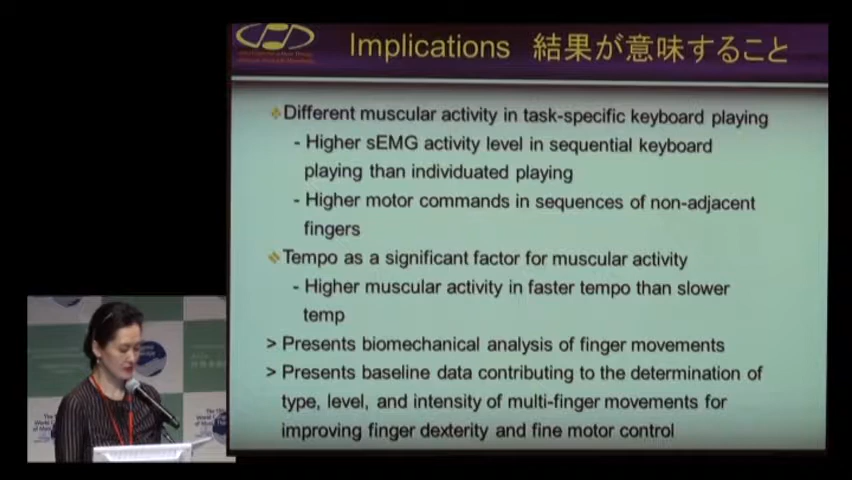 Implications 結果が意味すること
Different muscular activity in task-specific keyboard playing
- Higher sEMG activity level in sequential keyboard
playing than individuated playing
- Higher motor commands in sequences of non-adjacent
fingers
Tempo as a significant factor for muscular activity
- Higher muscular activity in faster tempo than slower
temp
> Presents biomechanical analysis of finger movements
> Presents baseline data contributing to the determination of
type, level, and intensity of multi-finger movements for
improving finger dexterity and fine motor control